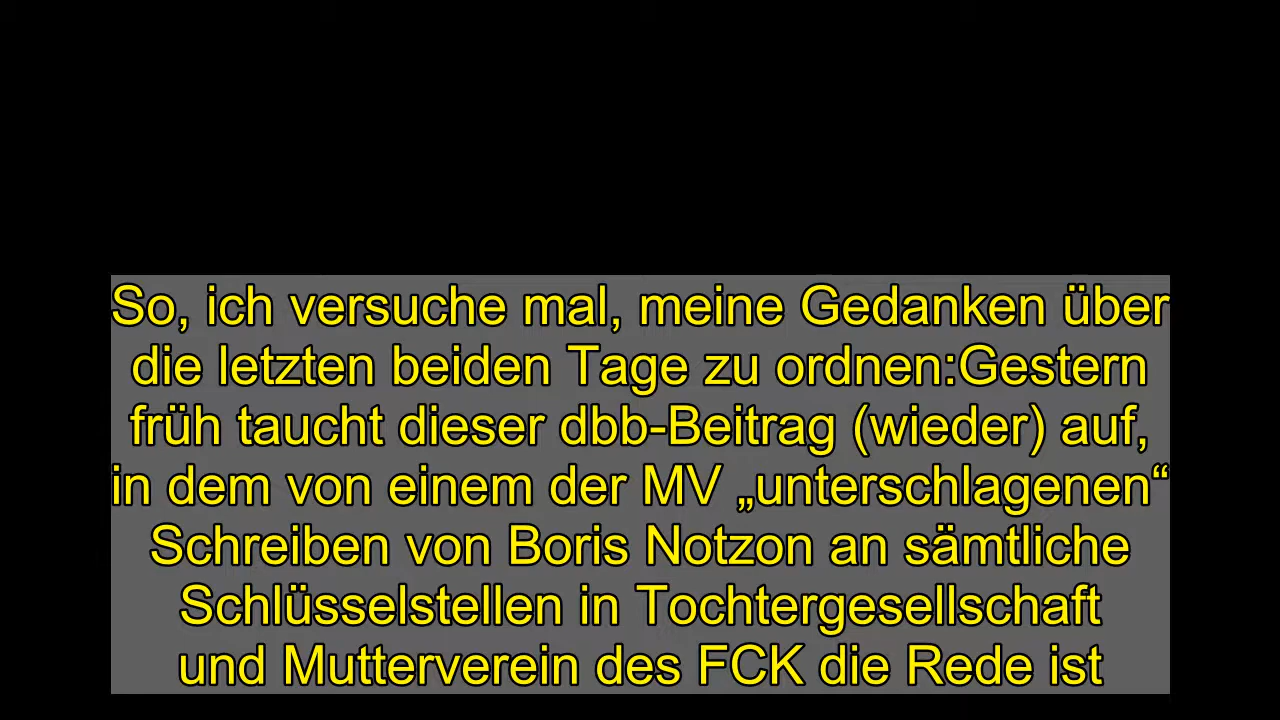 So, ich versuche mal, meine Gedanken über
die letzten beiden Tage zu ordnen:Gestern
früh taucht dieser dbb-Beitrag (wieder) auf,
in dem von einem der MV „unterschlagenen“
Schreiben von Boris Notzon an sämtliche
Schlüsselstellen in Tochtergesellschaft
und Mutterverein des FCK die Rede ist